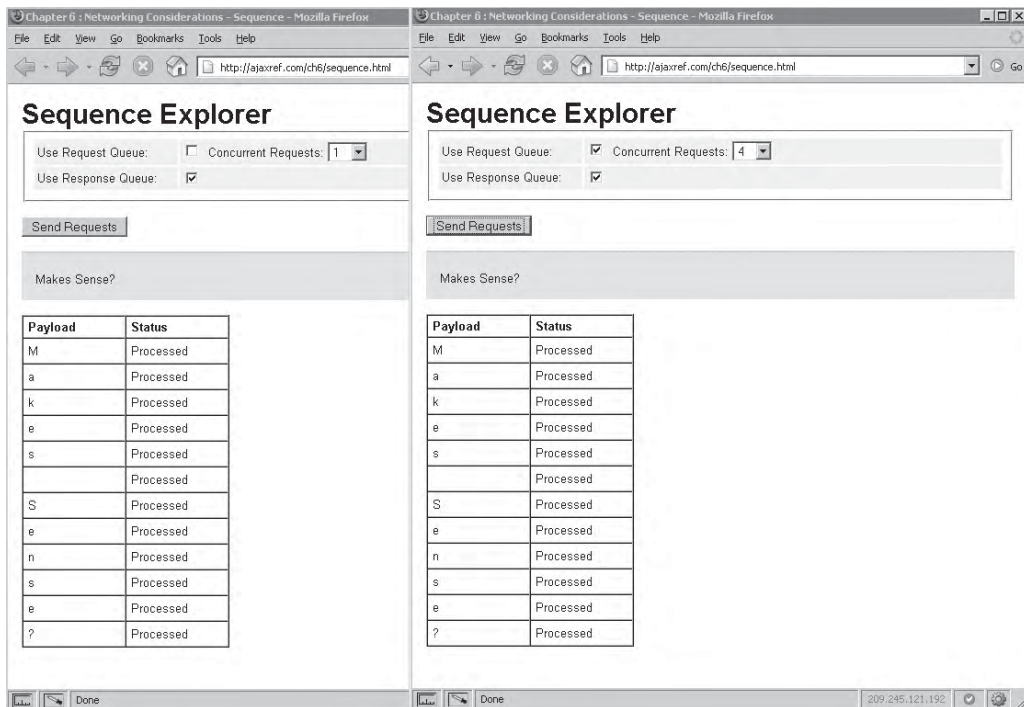 Chapter 6 : Networking Considerations - Sequence - Mozilla Firefox
File Edit View Go Bookmarks Tools Help
http://ajaxref.com/ch6/sequence.html
Sequence Explorer
Use Request Queue: Concurrent Requests: 1
Use Response Queue:
Send Requests
Makes Sense?
Payload Status
M Processed
a Processed
k Processed
e Processed
s Processed
Processed
S Processed
e Processed
n Processed
s Processed
e Processed
? Processed
Done
Chapter 6 : Networking Considerations - Sequence - Mozilla Firefox
File Edit View Go Bookmarks Tools Help
http://ajaxref.com/ch6/sequence.html Go
Sequence Explorer
Use Request Queue: Concurrent Requests: 4
Use Response Queue:
Send Requests
Makes Sense?
Payload Status
M Processed
a Processed
k Processed
e Processed
s Processed
Processed
S Processed
e Processed
n Processed
s Processed
e Processed
? Processed
Done 209.245.121.192